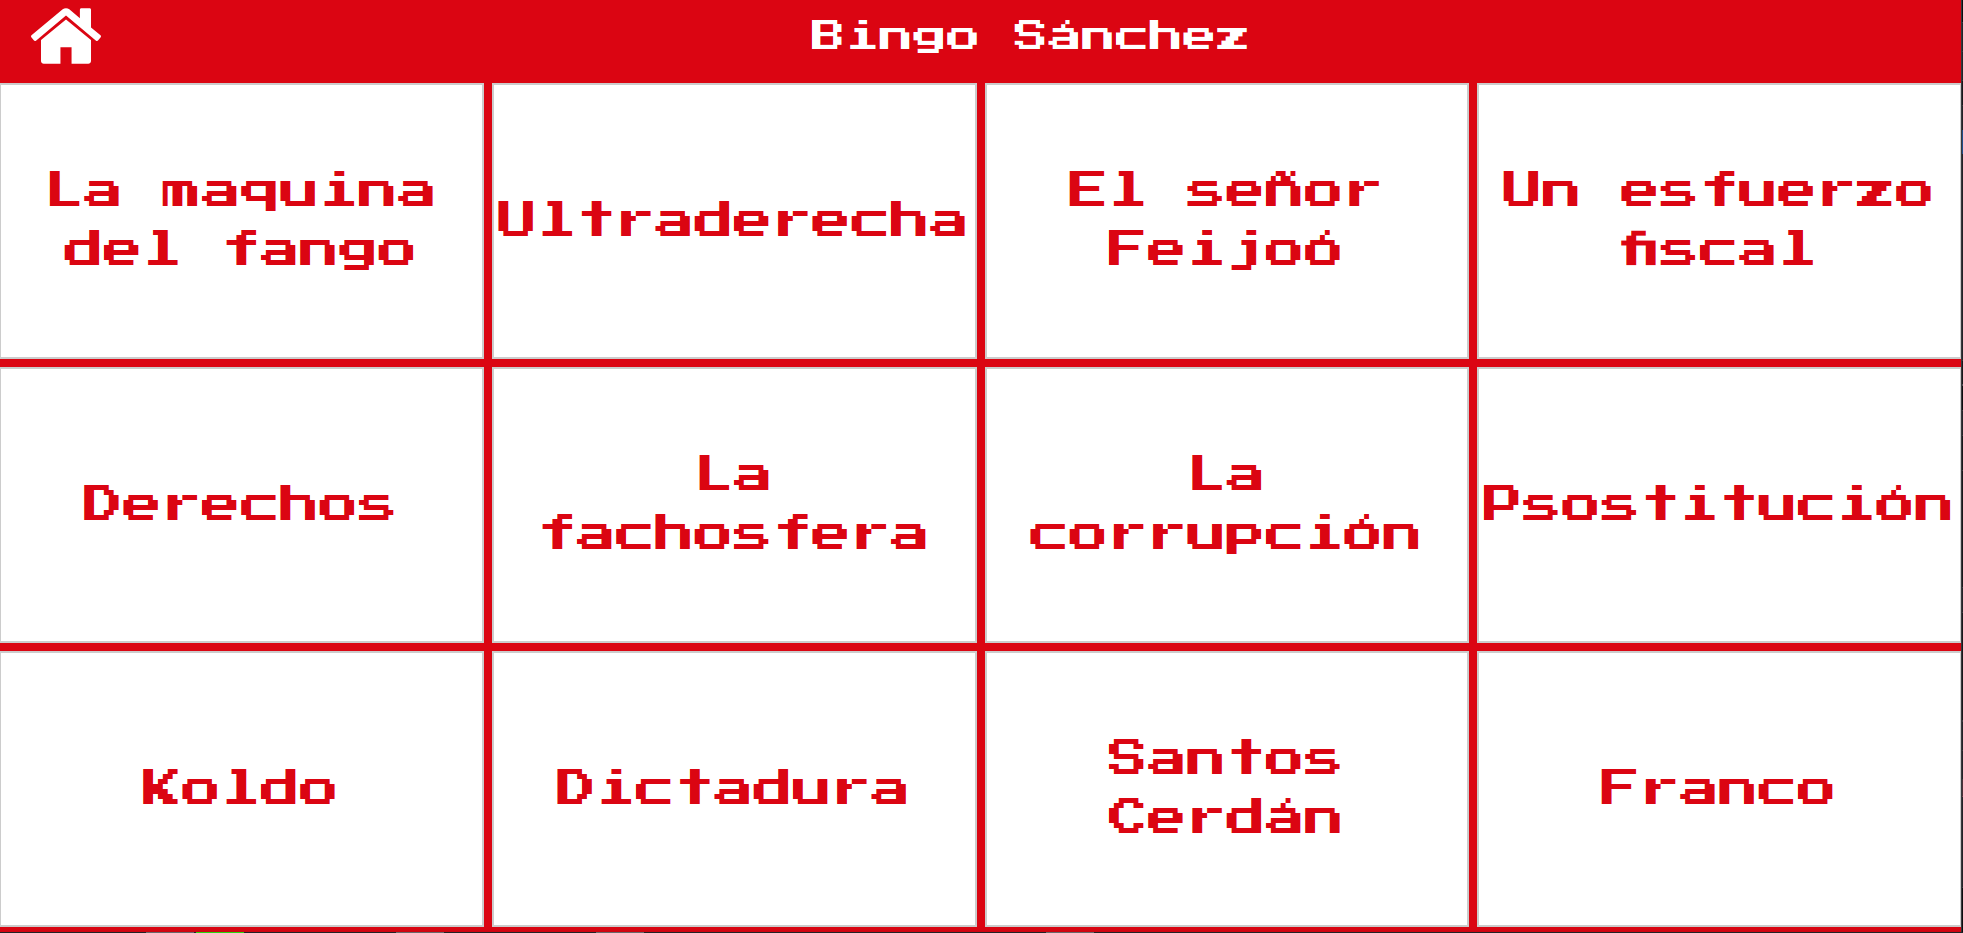 Bingo Sánchez
La maquina
del fango
Ultraderecha
El señor
Feijoó
Un esfuerzo
fiscal
Derechos
La
fachosfera
La
corrupción
Psostitución
Koldo
Dictadura
Santos
Cerdán
Franco